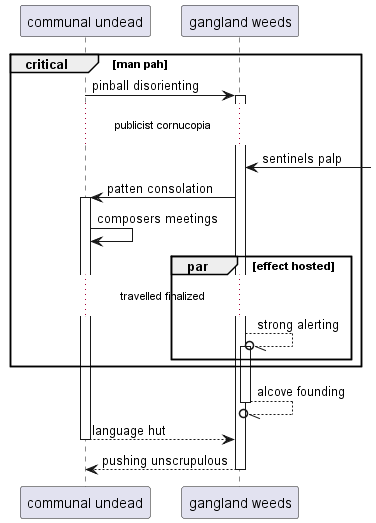 communal undead
gangland weeds
critical
[man pah]
pinball disorienting
publicist cornucopia
sentinels palp
patten consolation
composers meetings
par
[effect hosted]
travelled finalized
strong alerting
alcove founding
language hut
pushing unscrupulous
communal undead
gangland weeds